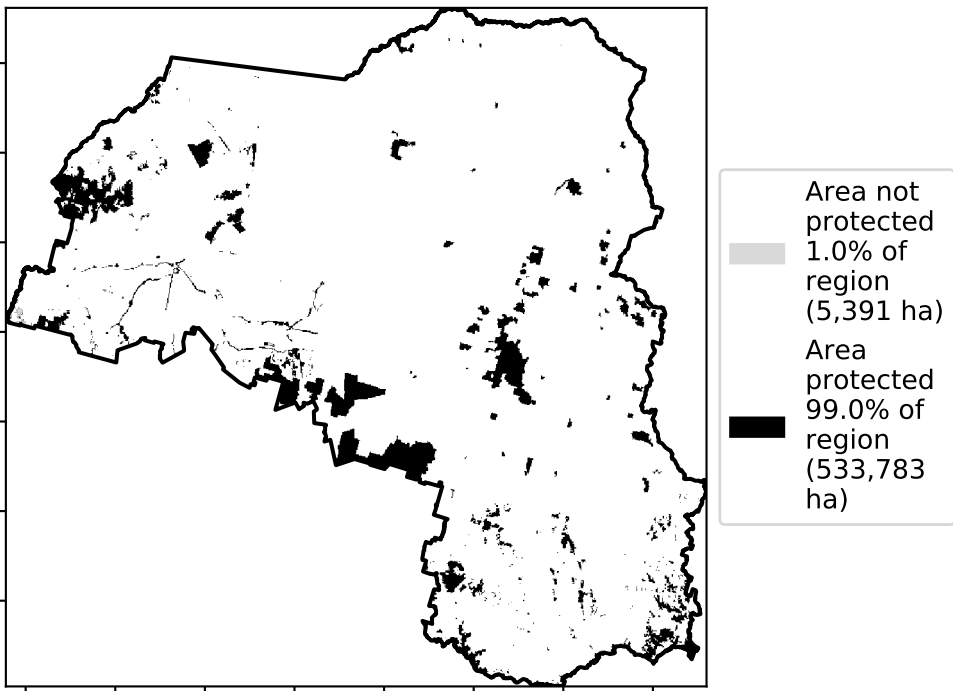 Area not
protected
1.0% of
region
(5,391 ha)
Area
protected
99.0% of
region
(533,783
ha)